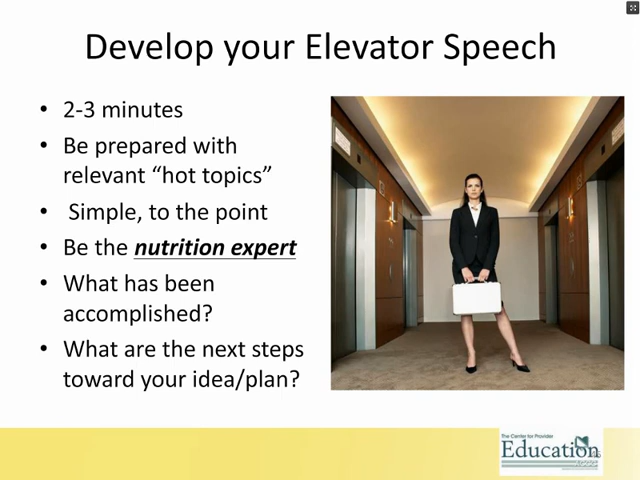 Develop your Elevator Speech
• 2-3 minutes
• Be prepared with
relevant “hot topics”
• Simple, to the point
• Be the nutrition expert
• What has been
accomplished?
• What are the next steps
toward your idea/plan?
The Center for Provider
Education